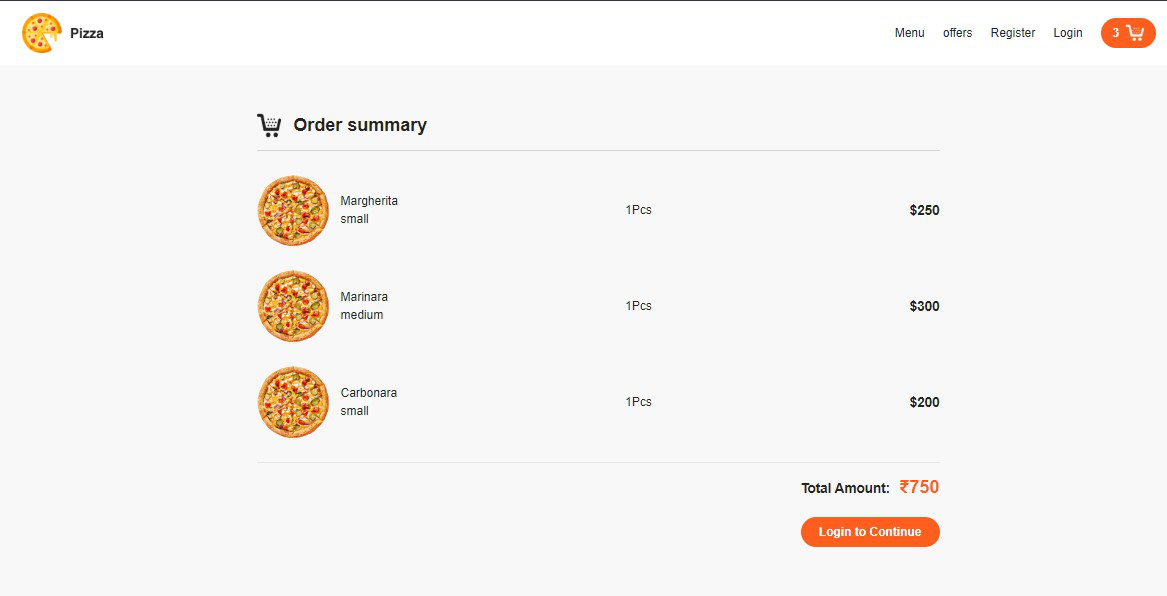 Pizza
Menu offers Register Login 3
Order summary
Margherita
small
1Pcs
$250
Marinara
medium
1Pcs
$300
Carbonara
small
1Pcs
$200
Total Amount: ₹750
Login to Continue